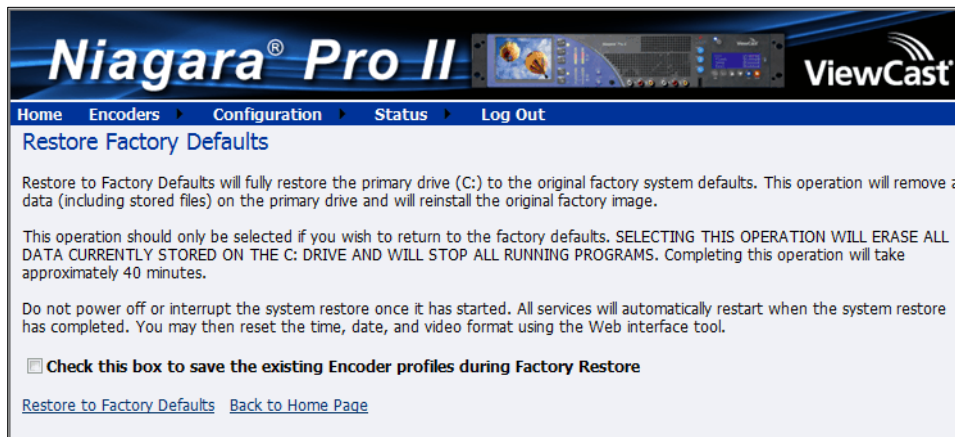 Niagara® Pro II
ViewCast
Home Encoders Configuration Status Log Out
Restore Factory Defaults
Restore to Factory Defaults will fully restore the primary drive (C:) to the original factory system defaults. This operation will remove
data (including stored files) on the primary drive and will reinstall the original factory image.
This operation should only be selected if you wish to return to the factory defaults. SELECTING THIS OPERATION WILL ERASE ALL
DATA CURRENTLY STORED ON THE C: DRIVE AND WILL STOP ALL RUNNING PROGRAMS. Completing this operation will take
approximately 40 minutes.
Do not power off or interrupt the system restore once it has started. All services will automatically restart when the system restore
has completed. You may then reset the time, date, and video format using the Web interface tool.
Check this box to save the existing Encoder profiles during Factory Restore
Restore to Factory Defaults Back to Home Page